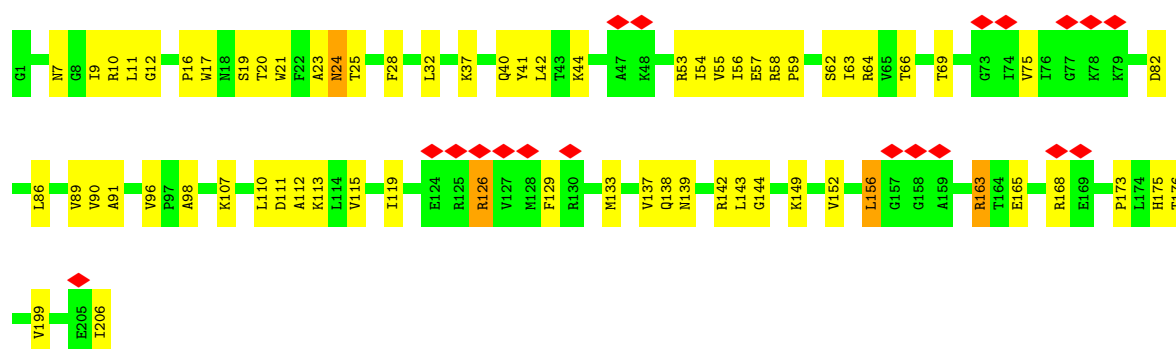 G1 N7 G8 I9 R10 L11 G12 P16 W17 N18 S19 T20 W21 F22 A23 N24 T25 F28 L32 K37 Q40 Y41 L42 T43 K44 A47 K48 R53 I54 V55 I56 E57 R58 P59 S62 I63 R64 V65 T66 T69 G73 I74 V75 I76 G77 K78 K79 D82
L86 V89 V90 A91 V96 P97 A98 K107 L110 D111 A112 K113 L114 V115 I119 E124 R125 R126 V127 M128 F129 R130 M133 V137 Q138 N139 R142 L143 G144 K149 V152 L156 G157 G158 A159 R163 T164 E165 R168 E169 P173 L174 H175 T176
V199 E205 I206